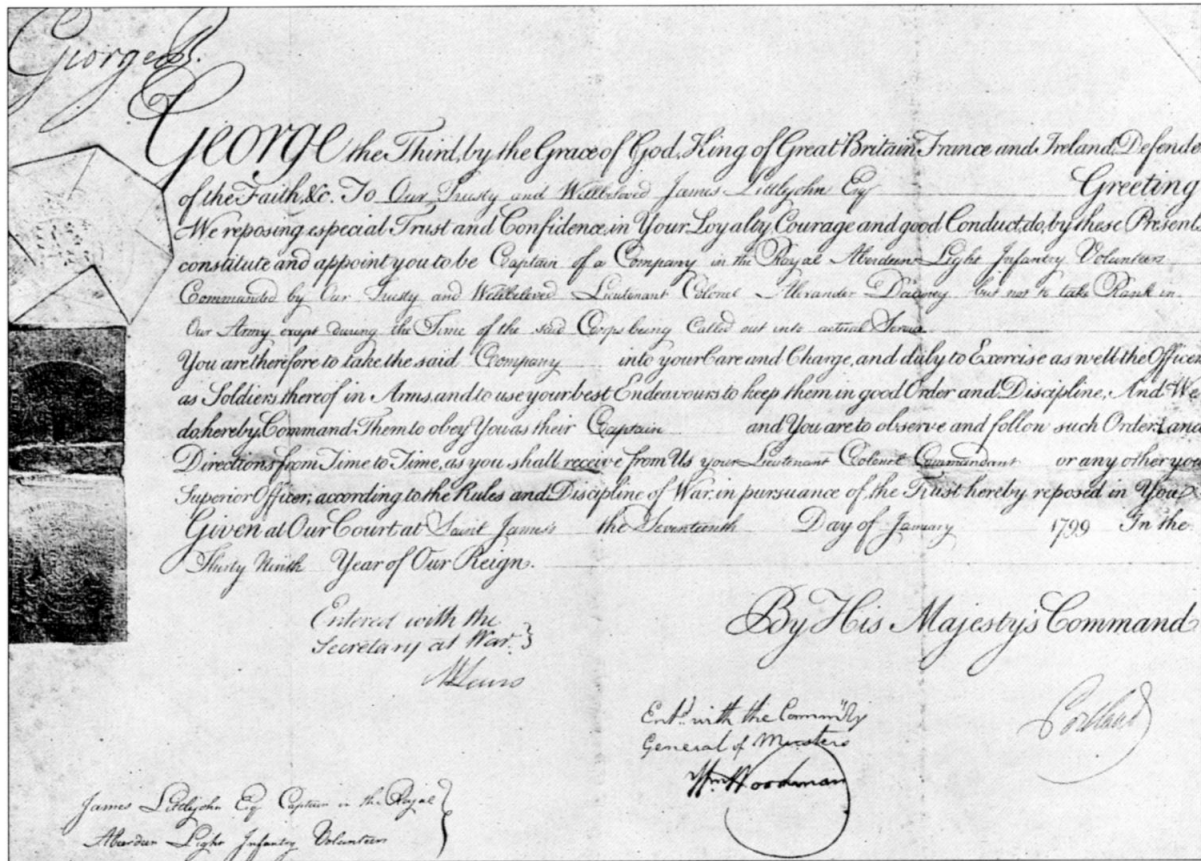 George R.
George the Third, by the Grace of God, King of Great Britain France and Ireland, Defende
of the Faith, &c. To Our Trusty and Wellbeloved James Littlejohn Esq Greeting
We reposing especial Trust and Confidence in Your Loyalty, Courage and good Conduct, do, by these Presents
constitute and appoint you to be Captain of a Company in the Royal Aberdeen Light Infantry Volunteers
Commanded by Our Trusty and Wellbeloved Lieutenant Colonel Alexander but not to take Rank in
Our Army except during the Time of the said Corps being Called out into actual Service
You are therefore to take the said Company into your Care and Charge, and duly to Exercise as well the Officer
as Soldiers thereof in Arms, and to use your best Endeavours to keep them in good Order and Discipline, And We
do hereby Command Them to obey You as their Captain and You are to observe and follow such Orders and
Directions from Time to Time, as you shall receive from Us your Lieutenant Colonel Commandant or any other you
Superior Officer, according to the Rules and Discipline of War, in pursuance of the Trust hereby reposed in You
Given at Our Court at Saint James's the Seventeenth Day of January 1799 In the
Thirty Ninth Year of Our Reign.
By His Majesty's Command
Entered with the
Secretary at War
Lewis
Portland
Entd. with the Commry
General of Musters
Wm Woodman
James Littlejohn Esq Captain in the Royal
Aberdeen Light Infantry Volunteers